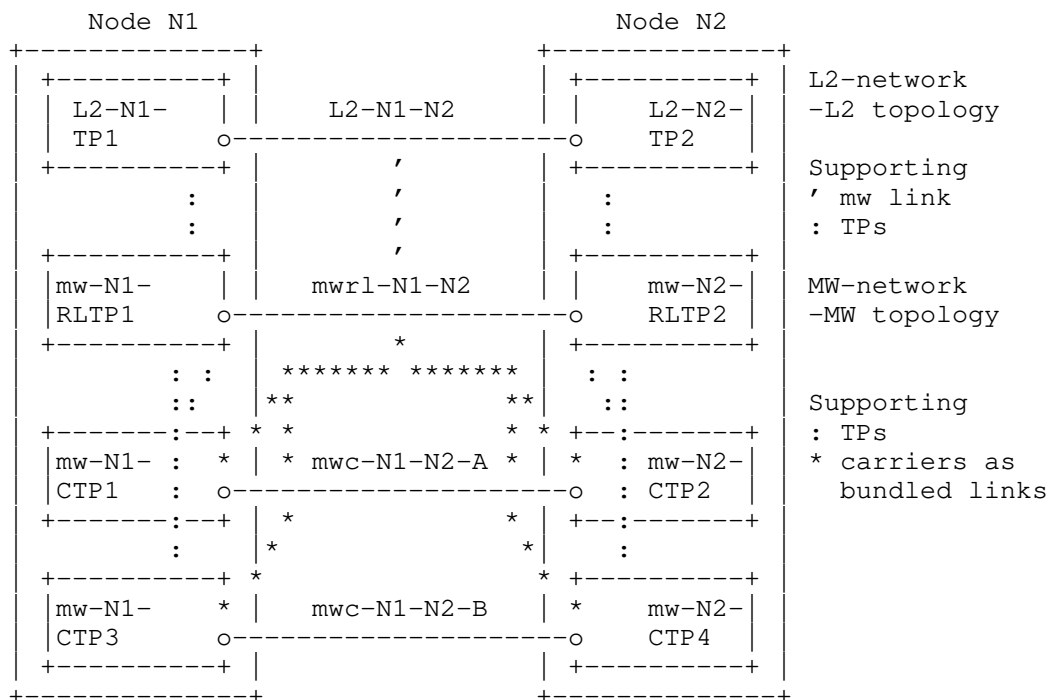 Node N1 Node N2
L2-network
L2-N1- L2-N1-N2 L2-N2- -L2 topology
TP1 TP2
Supporting
' mw link
: TPs
mw-N1- mwrl-N1-N2 mw-N2- MW-network
RLTP1 RLTP2 -MW topology
Supporting
: TPs
mw-N1- mwc-N1-N2-A mw-N2- * carriers as
CTP1 CTP2 bundled links
mw-N1- mwc-N1-N2-B mw-N2-
CTP3 CTP4